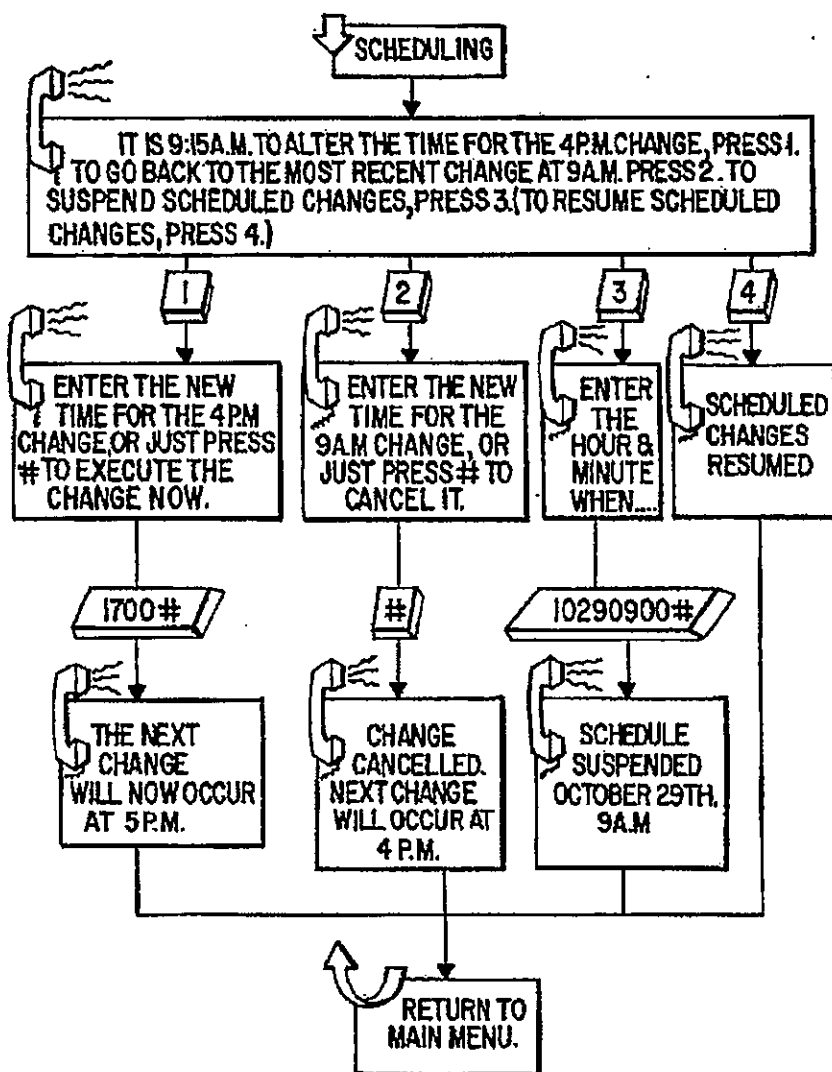 SCHEDULING
IT IS 9:15A.M. TO ALTER THE TIME FOR THE 4P.M. CHANGE, PRESS 1.
TO GO BACK TO THE MOST RECENT CHANGE AT 9A.M. PRESS 2. TO
SUSPEND SCHEDULED CHANGES, PRESS 3. (TO RESUME SCHEDULED
CHANGES, PRESS 4.)
1
2
3
4
ENTER THE NEW
TIME FOR THE 4P.M
CHANGE, OR JUST PRESS
# TO EXECUTE THE
CHANGE NOW.
ENTER THE NEW
TIME FOR THE
9A.M CHANGE, OR
JUST PRESS # TO
CANCEL IT.
ENTER
THE
HOUR &
MINUTE
WHEN....
SCHEDULED
CHANGES
RESUMED
1700#
#
10290900#
THE NEXT
CHANGE
WILL NOW OCCUR
AT 5P.M.
CHANGE
CANCELLED.
NEXT CHANGE
WILL OCCUR AT
4 P.M.
SCHEDULE
SUSPENDED
OCTOBER 29TH.
9A.M
RETURN TO
MAIN MENU.